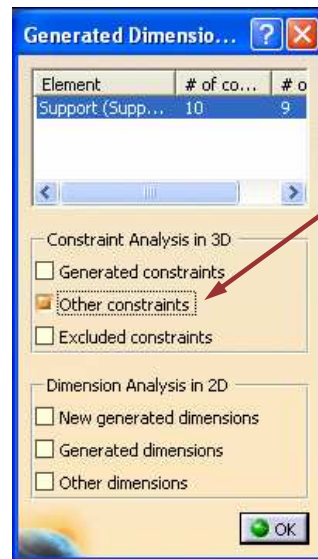 Generated Dimensio...
Element # of co... # o
Support (Supp... 10 9
Constraint Analysis in 3D
Generated constraints
Other constraints
Excluded constraints
Dimension Analysis in 2D
New generated dimensions
Generated dimensions
Other dimensions
OK